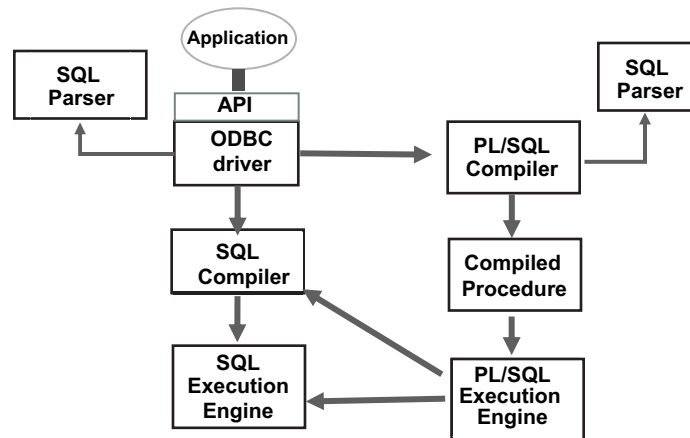 Application
SQL
Parser
SQL
Parser
API
ODBC
driver
PL/SQL
Compiler
SQL
Compiler
Compiled
Procedure
SQL
Execution
Engine
PL/SQL
Execution
Engine